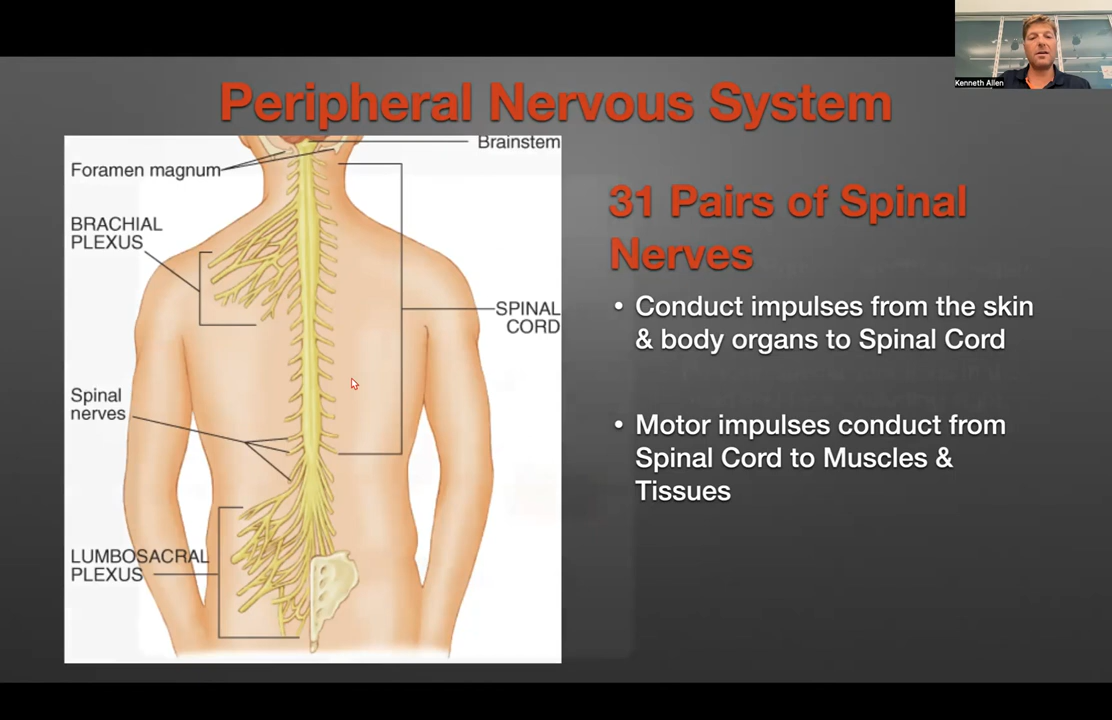 Kenneth Allen
Peripheral Nervous System
Brainstem
Foramen magnum
BRACHIAL
PLEXUS
SPINAL
CORD
Spinal
nerves
LUMBOSACRAL
PLEXUS
31 Pairs of Spinal
Nerves
• Conduct impulses from the skin
& body organs to Spinal Cord
• Motor impulses conduct from
Spinal Cord to Muscles &
Tissues